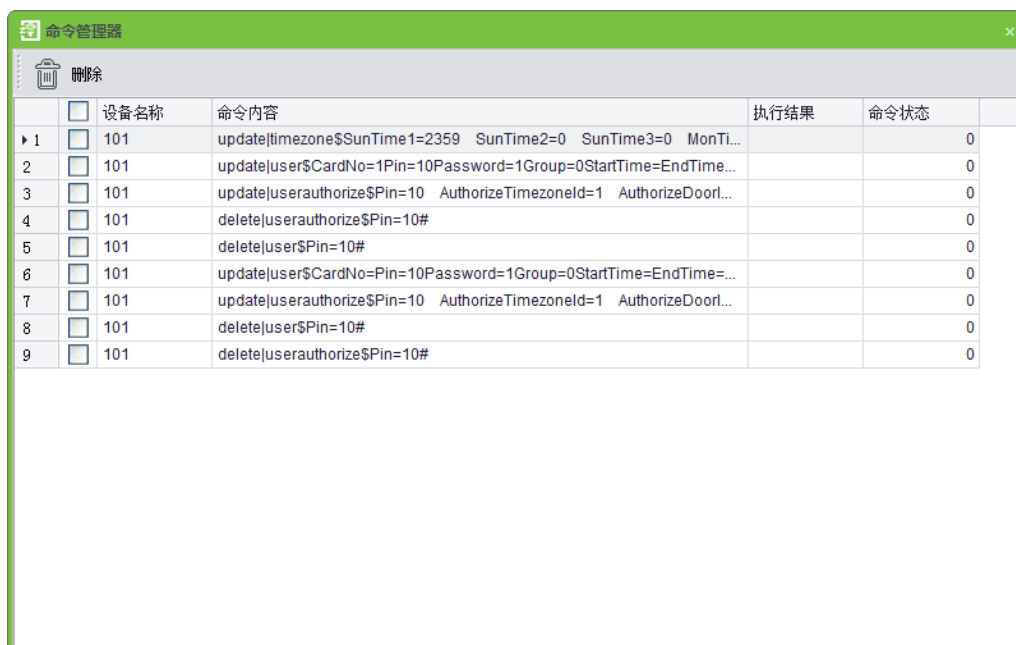 命令管理器
删除
设备名称 命令内容 执行结果 命令状态
1 101 update|timezone$SunTime1=2359 SunTime2=0 SunTime3=0 MonTi... 0
2 101 update|user$CardNo=1Pin=10Password=1Group=0StartTime=EndTime... 0
3 101 update|userauthorize$Pin=10 AuthorizeTimezoneId=1 AuthorizeDoorI... 0
4 101 delete|userauthorize$Pin=10# 0
5 101 delete|user$Pin=10# 0
6 101 update|user$CardNo=Pin=10Password=1Group=0StartTime=EndTime=... 0
7 101 update|userauthorize$Pin=10 AuthorizeTimezoneId=1 AuthorizeDoorI... 0
8 101 delete|user$Pin=10# 0
9 101 delete|userauthorize$Pin=10# 0